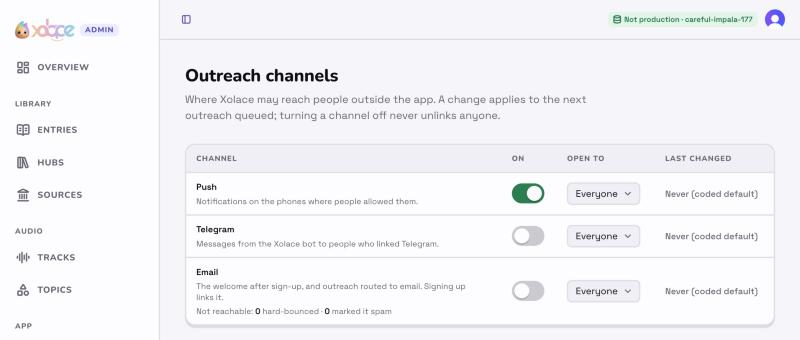 xolace ADMIN
Not production · careful-impala-177
OVERVIEW
LIBRARY
ENTRIES
HUBS
SOURCES
AUDIO
TRACKS
TOPICS
APP
Outreach channels
Where Xolace may reach people outside the app. A change applies to the next
outreach queued; turning a channel off never unlinks anyone.
CHANNEL ON OPEN TO LAST CHANGED
Push
Notifications on the phones where people allowed them.
Everyone Never (coded default)
Telegram
Messages from the Xolace bot to people who linked Telegram.
Everyone Never (coded default)
Email
The welcome after sign-up, and outreach routed to email. Signing up
links it.
Not reachable: 0 hard-bounced · 0 marked it spam
Everyone Never (coded default)